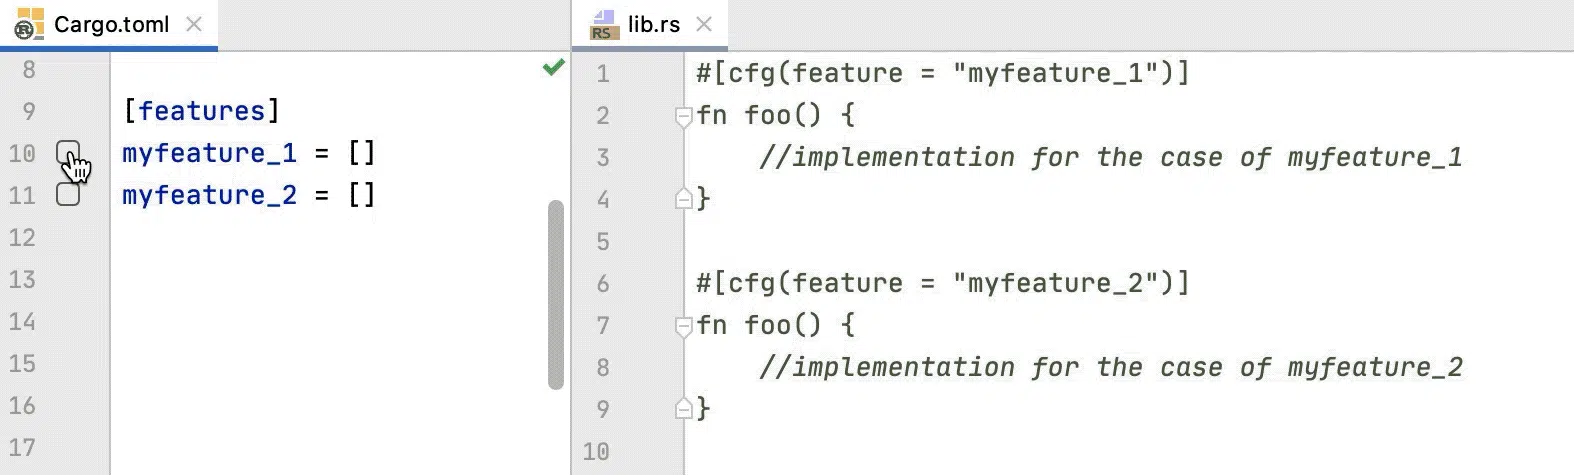 Cargo.toml
8
9 [features]
10 myfeature_1 = []
11 myfeature_2 = []
12
13
14
15
16
17
RS lib.rs
1 #[cfg(feature = "myfeature_1")]
2 fn foo() {
3 //implementation for the case of myfeature_1
4 }
5
6 #[cfg(feature = "myfeature_2")]
7 fn foo() {
8 //implementation for the case of myfeature_2
9 }
10